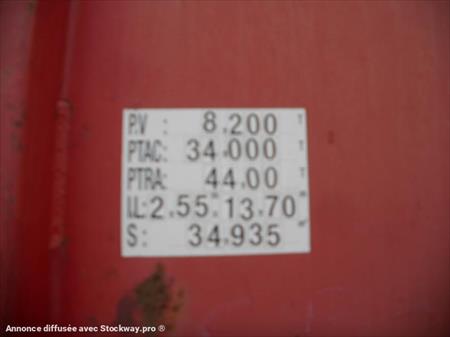 P.V : 8,200 T
PTAC: 34,000 T
PTRA: 44,00 T
I.L: 2,55 m . 13,70 m
S : 34,935 m²
Annonce diffusée avec Stockway.pro ®